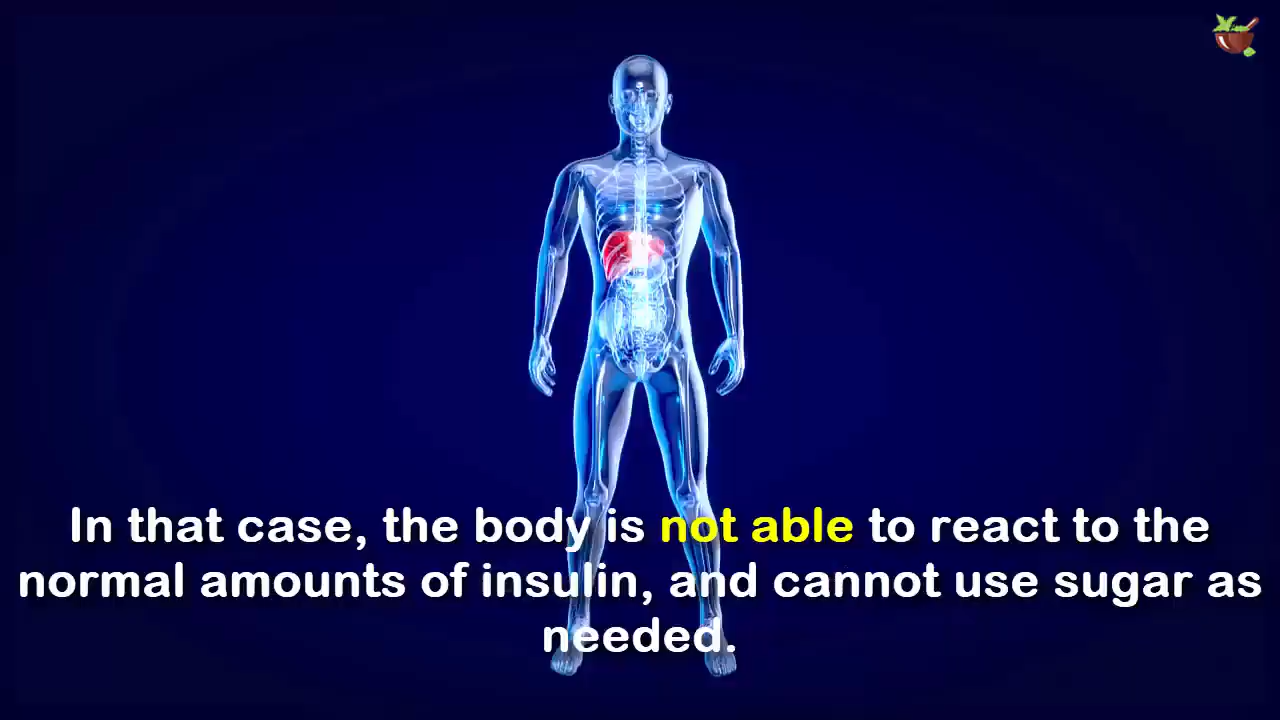 In that case, the body is not able to react to the
normal amounts of insulin, and cannot use sugar as
needed.